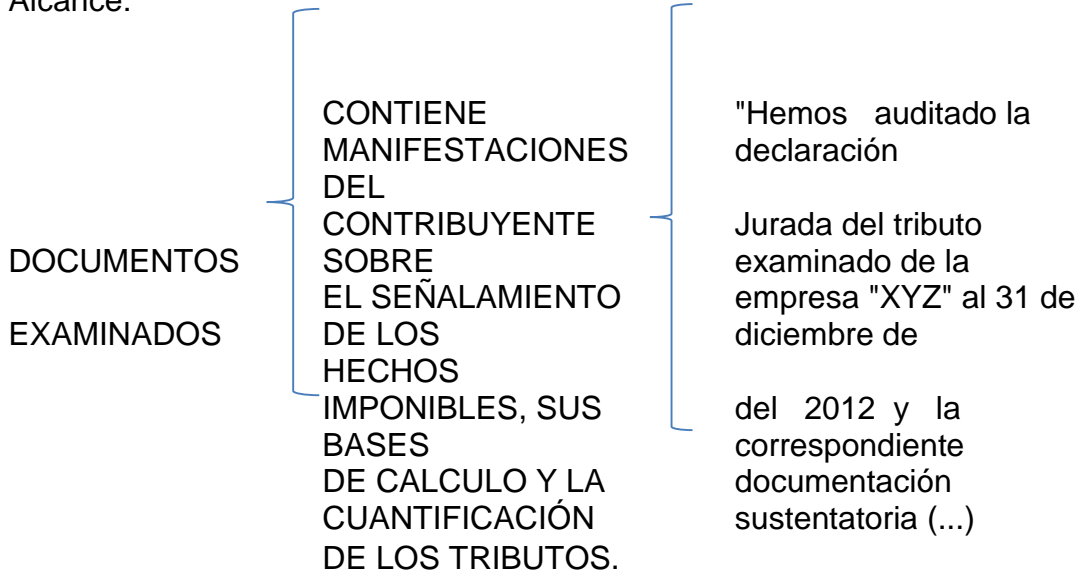 Alcance:
DOCUMENTOS
EXAMINADOS
CONTIENE
MANIFESTACIONES
DEL
CONTRIBUYENTE
SOBRE
EL SEÑALAMIENTO
DE LOS
HECHOS
IMPONIBLES, SUS
BASES
DE CALCULO Y LA
CUANTIFICACIÓN
DE LOS TRIBUTOS.
"Hemos auditado la
declaración
Jurada del tributo
examinado de la
empresa "XYZ" al 31 de
diciembre de
del 2012 y la
correspondiente
documentación
sustentatoria (...)